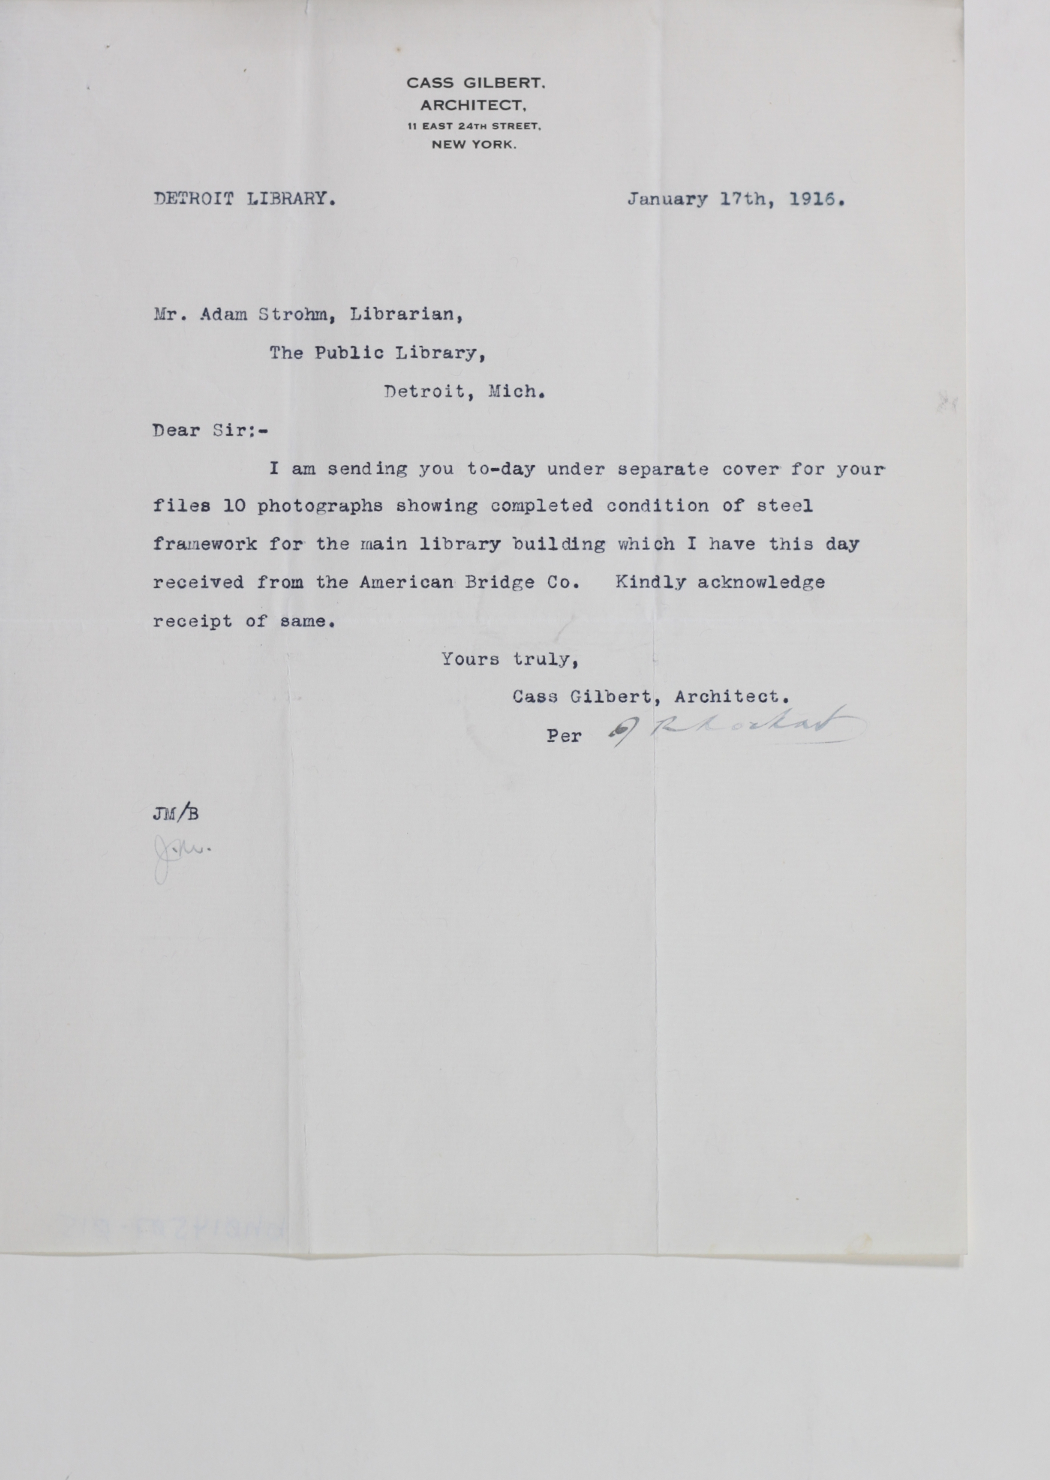 CASS GILBERT,
ARCHITECT,
11 EAST 24TH STREET,
NEW YORK.
DETROIT LIBRARY. January 17th, 1916.
Mr. Adam Strohm, Librarian,
The Public Library,
Detroit, Mich.
Dear Sir:-
I am sending you to-day under separate cover for your
files 10 photographs showing completed condition of steel
framework for the main library building which I have this day
received from the American Bridge Co. Kindly acknowledge
receipt of same.
Yours truly,
Cass Gilbert, Architect.
Per
JM/B